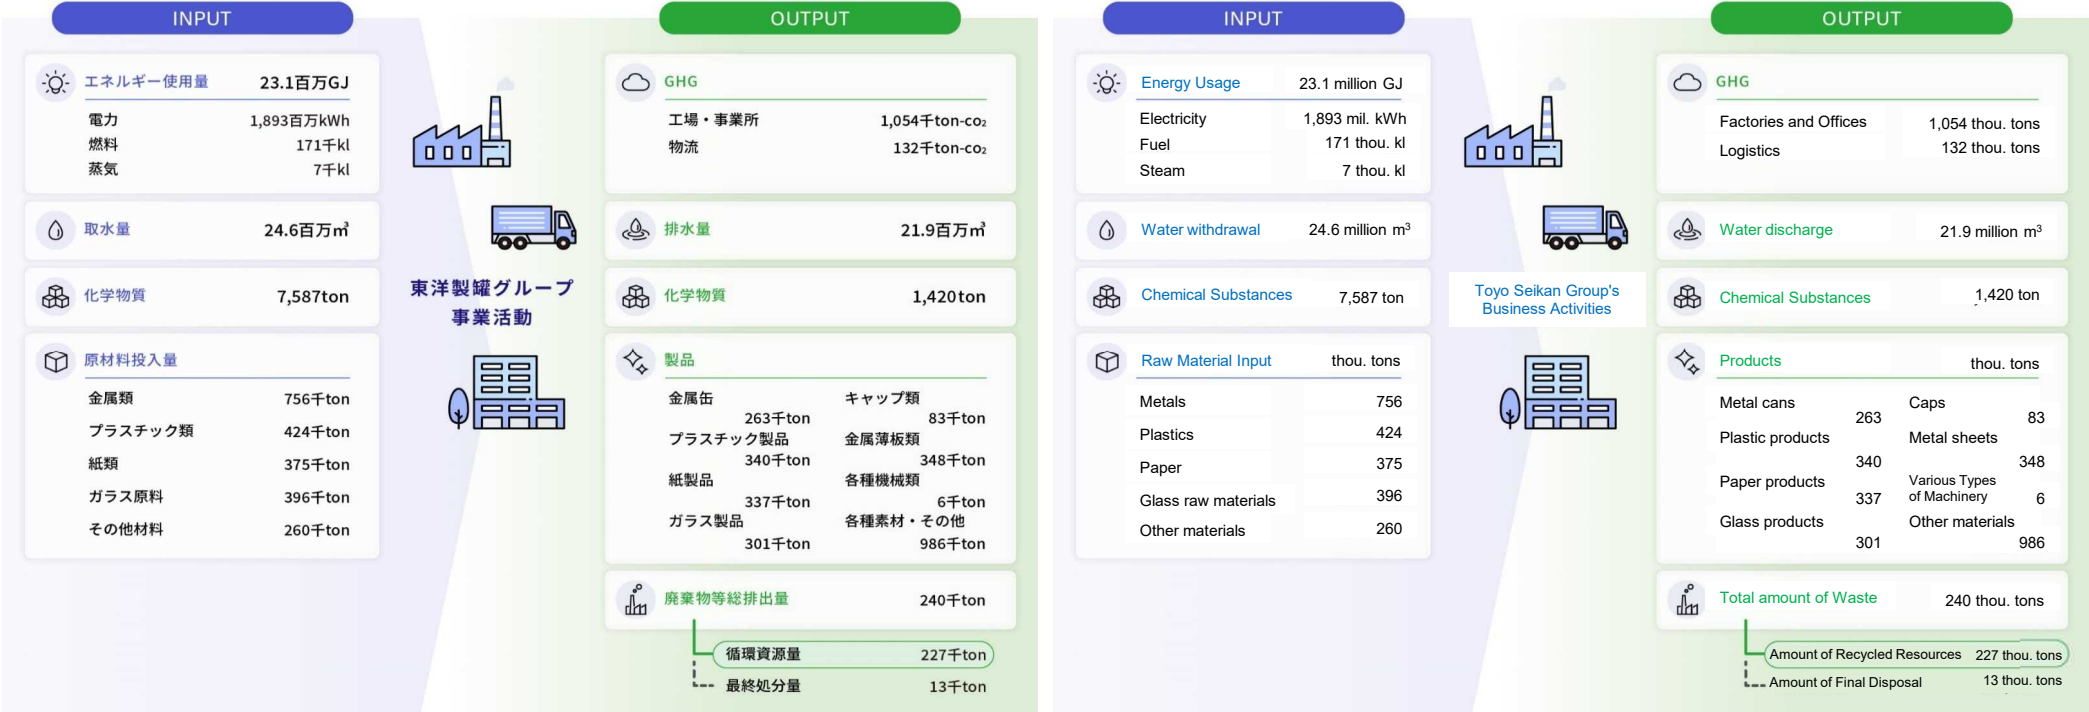 INPUT
エネルギー使用量 23.1百万GJ
電力 1,893百万kWh
燃料 171千kl
蒸気 7千kl
取水量 24.6百万㎥
化学物質 7,587ton
原材料投入量
金属類 756千ton
プラスチック類 424千ton
紙類 375千ton
ガラス原料 396千ton
その他材料 260千ton
東洋製罐グループ
事業活動
OUTPUT
GHG
工場・事業所 1,054千ton-co₂
物流 132千ton-co₂
排水量 21.9百万㎥
化学物質 1,420ton
製品
金属缶 キャップ類
263千ton 83千ton
プラスチック製品 金属薄板類
340千ton 348千ton
紙製品 各種機械類
337千ton 6千ton
ガラス製品 各種素材・その他
301千ton 986千ton
廃棄物等総排出量 240千ton
循環資源量 227千ton
最終処分量 13千ton
INPUT
Energy Usage 23.1 million GJ
Electricity 1,893 mil. kWh
Fuel 171 thou. kl
Steam 7 thou. kl
Water withdrawal 24.6 million m³
Chemical Substances 7,587 ton
Raw Material Input thou. tons
Metals 756
Plastics 424
Paper 375
Glass raw materials 396
Other materials 260
Toyo Seikan Group's
Business Activities
OUTPUT
GHG
Factories and Offices 1,054 thou. tons
Logistics 132 thou. tons
Water discharge 21.9 million m³
Chemical Substances 1,420 ton
Products thou. tons
Metal cans Caps
263 83
Plastic products Metal sheets
340 348
Paper products Various Types
337 of Machinery 6
Glass products Other materials
301 986
Total amount of Waste 240 thou. tons
Amount of Recycled Resources 227 thou. tons
Amount of Final Disposal 13 thou. tons